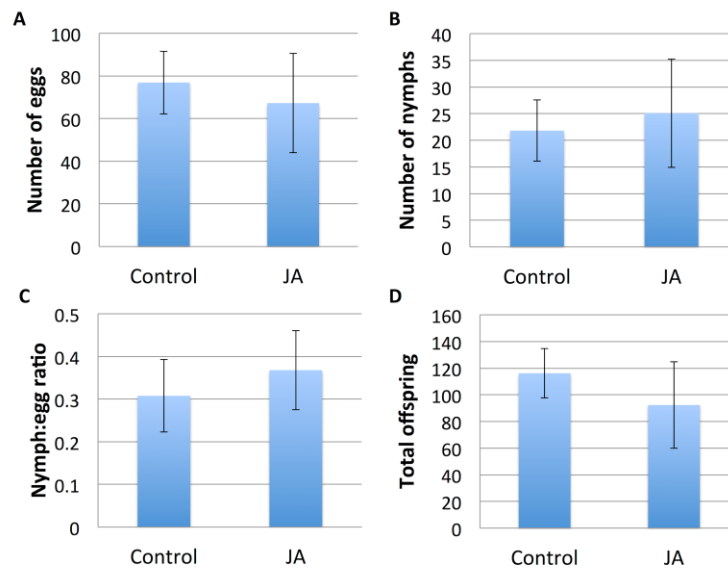 A
Number of eggs
100
80
60
40
20
0
Control JA
B
Number of nymphs
40
35
30
25
20
15
10
5
0
Control JA
C
Nymph:egg ratio
0.5
0.4
0.3
0.2
0.1
0
Control JA
D
Total offspring
160
140
120
100
80
60
40
20
0
Control JA